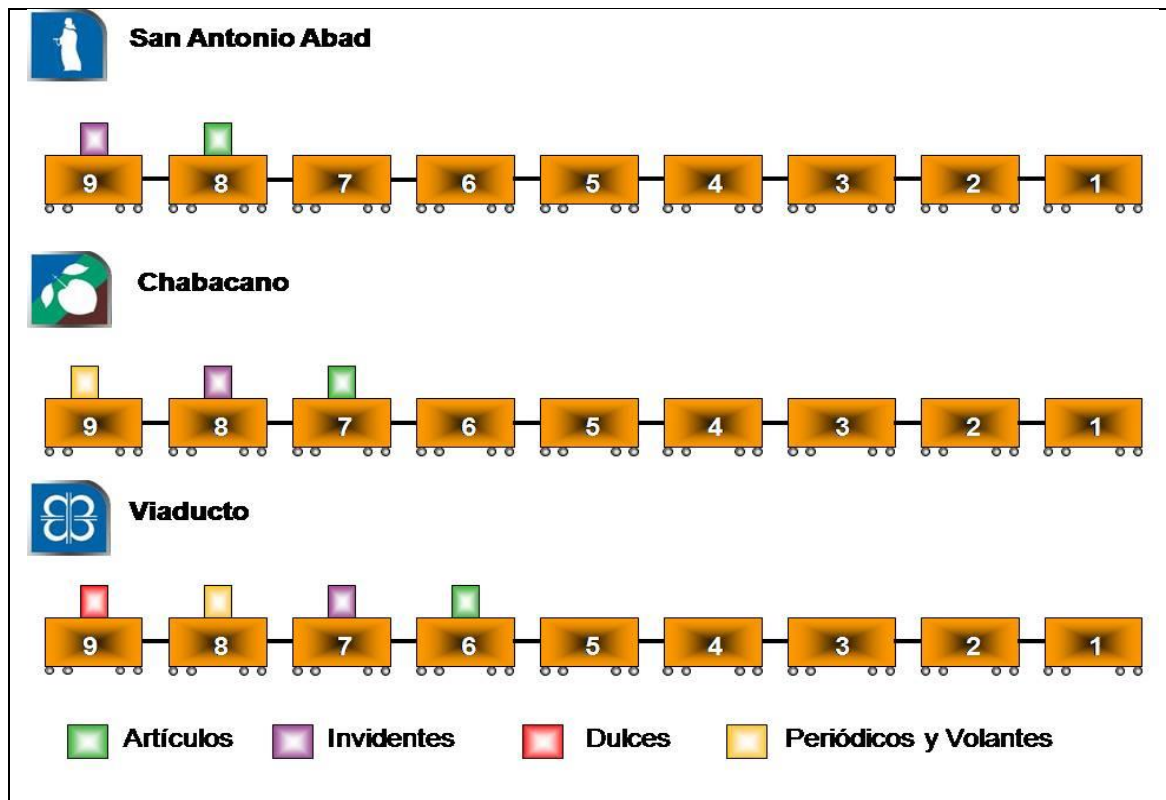 San Antonio Abad
9 8 7 6 5 4 3 2 1
Chabacano
9 8 7 6 5 4 3 2 1
Viaducto
9 8 7 6 5 4 3 2 1
Artículos Invidentes Dulces Periódicos y Volantes